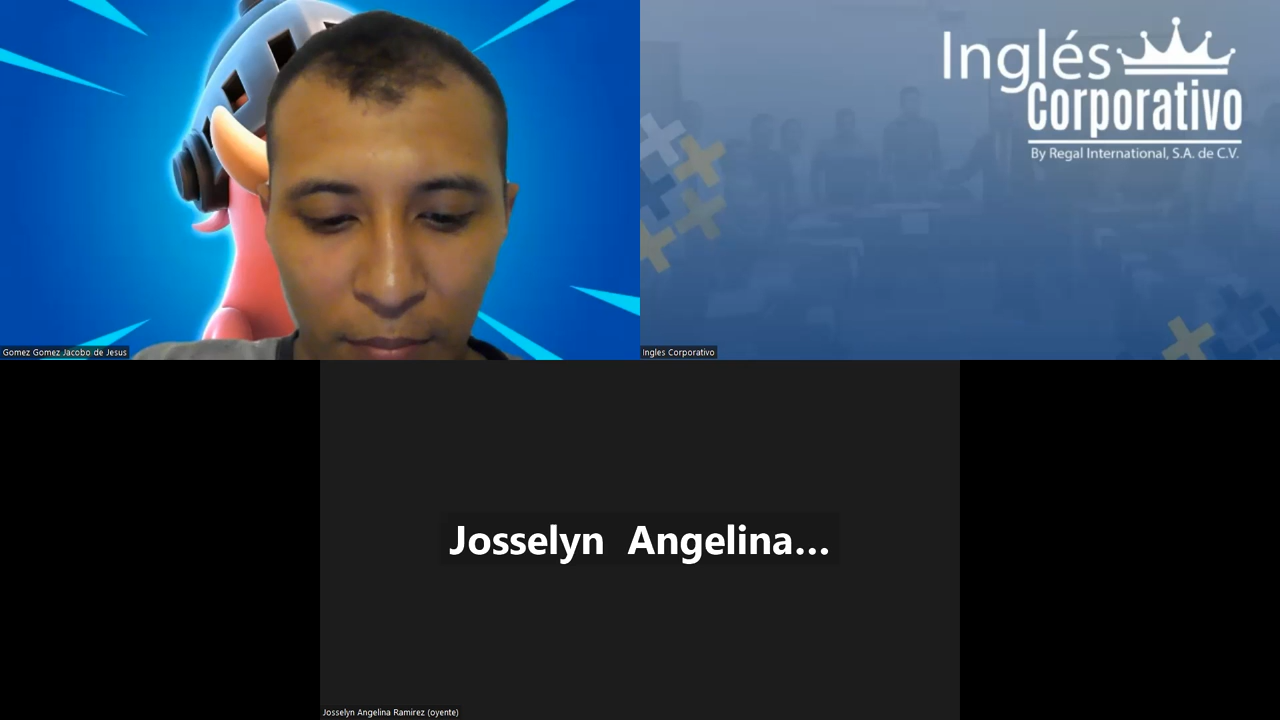 Inglés
Corporativo
By Regal International, S.A. de C.V.
Gomez Gomez Jacobo de Jesus
Ingles Corporativo
Josselyn Angelina...
Josselyn Angelina Ramirez (oyente)